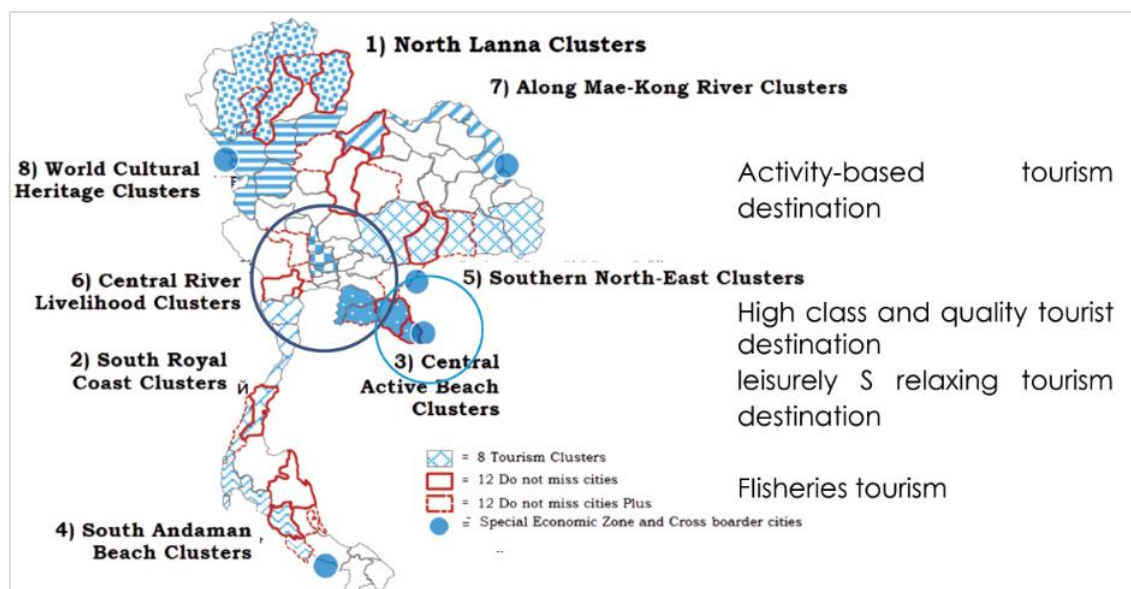 1) North Lanna Clusters
7) Along Mae-Kong River Clusters
8) World Cultural
Heritage Clusters
6) Central River
Livelihood Clusters
5) Southern North-East Clusters
2) South Royal
Coast Clusters
Й
3) Central
Active Beach
Clusters
4) South Andaman
Beach Clusters
= 8 Tourism Clusters
= 12 Do not miss cities
= 12 Do not miss cities Plus
= Special Economic Zone and Cross boarder cities
Activity-based tourism
destination
High class and quality tourist
destination
leisurely S relaxing tourism
destination
Flisheries tourism